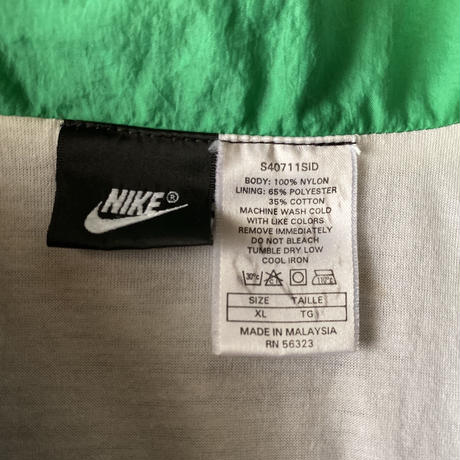 NIKE®
S40711SID
BODY: 100% NYLON
LINING: 65% POLYESTER
35% COTTON
MACHINE WASH COLD
WITH LIKE COLORS
REMOVE IMMEDIATELY
DO NOT BLEACH
TUMBLE DRY LOW
COOL IRON
30°C
SIZE TAILLE
XL TG
MADE IN MALAYSIA
RN 56323